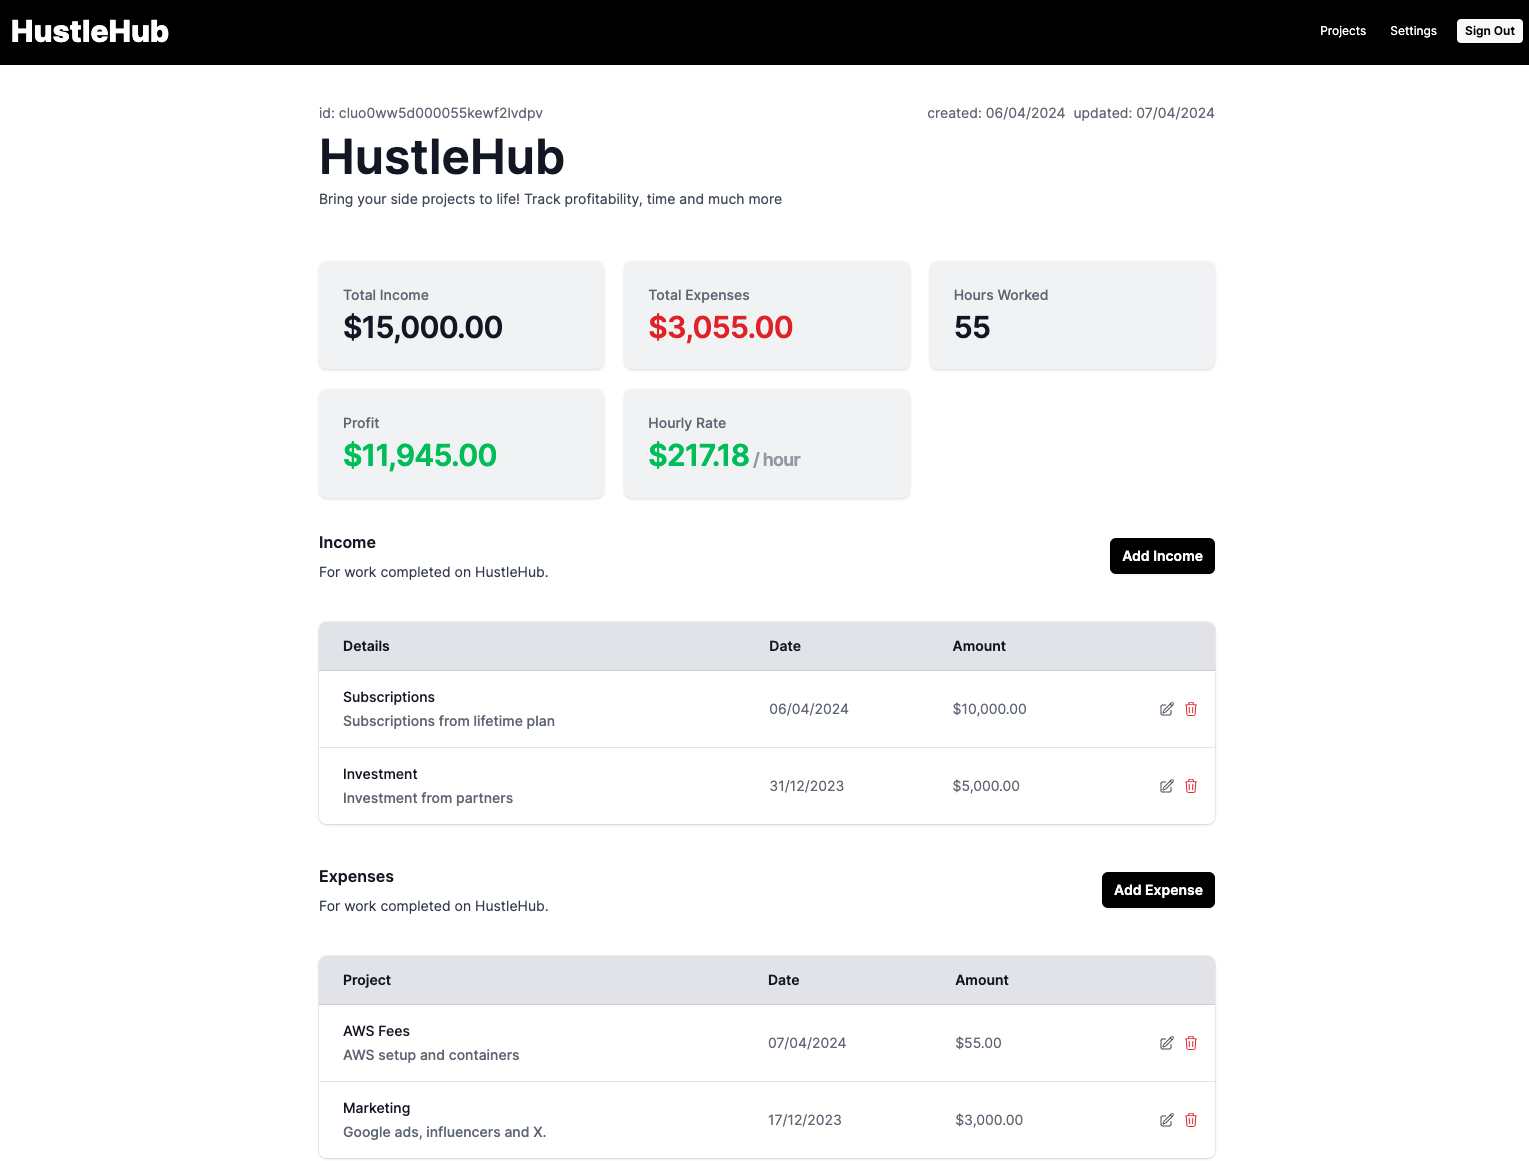 HustleHub
Projects Settings Sign Out
id: cluo0ww5d000055kewf2lvdpv created: 06/04/2024 updated: 07/04/2024
HustleHub
Bring your side projects to life! Track profitability, time and much more
Total Income Total Expenses Hours Worked
$15,000.00 $3,055.00 55
Profit Hourly Rate
$11,945.00 $217.18 / hour
Income
Add Income
For work completed on HustleHub.
Details Date Amount
Subscriptions
Subscriptions from lifetime plan
06/04/2024 $10,000.00
Investment
Investment from partners
31/12/2023 $5,000.00
Expenses
Add Expense
For work completed on HustleHub.
Project Date Amount
AWS Fees
AWS setup and containers
07/04/2024 $55.00
Marketing
Google ads, influencers and X.
17/12/2023 $3,000.00